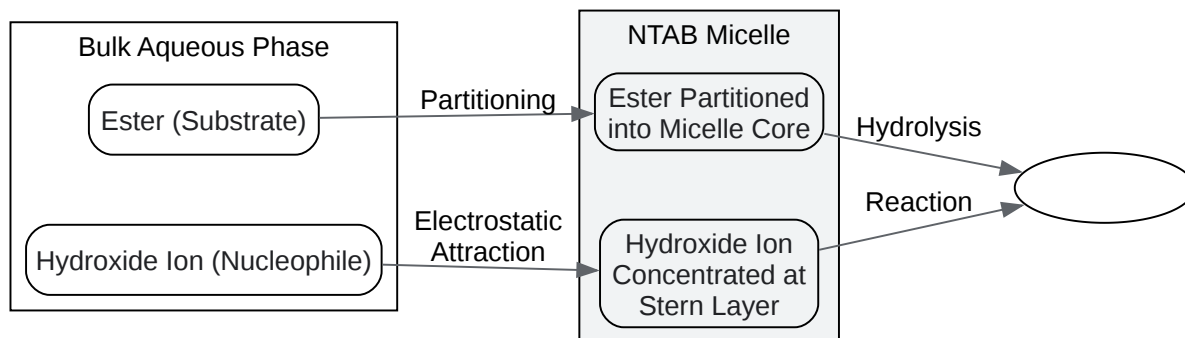 Bulk Aqueous Phase
NTAB Micelle
Ester (Substrate)
Partitioning
Ester Partitioned
into Micelle Core
Hydrolysis
Hydroxide Ion (Nucleophile)
Electrostatic
Attraction
Hydroxide Ion
Concentrated at
Stern Layer
Reaction